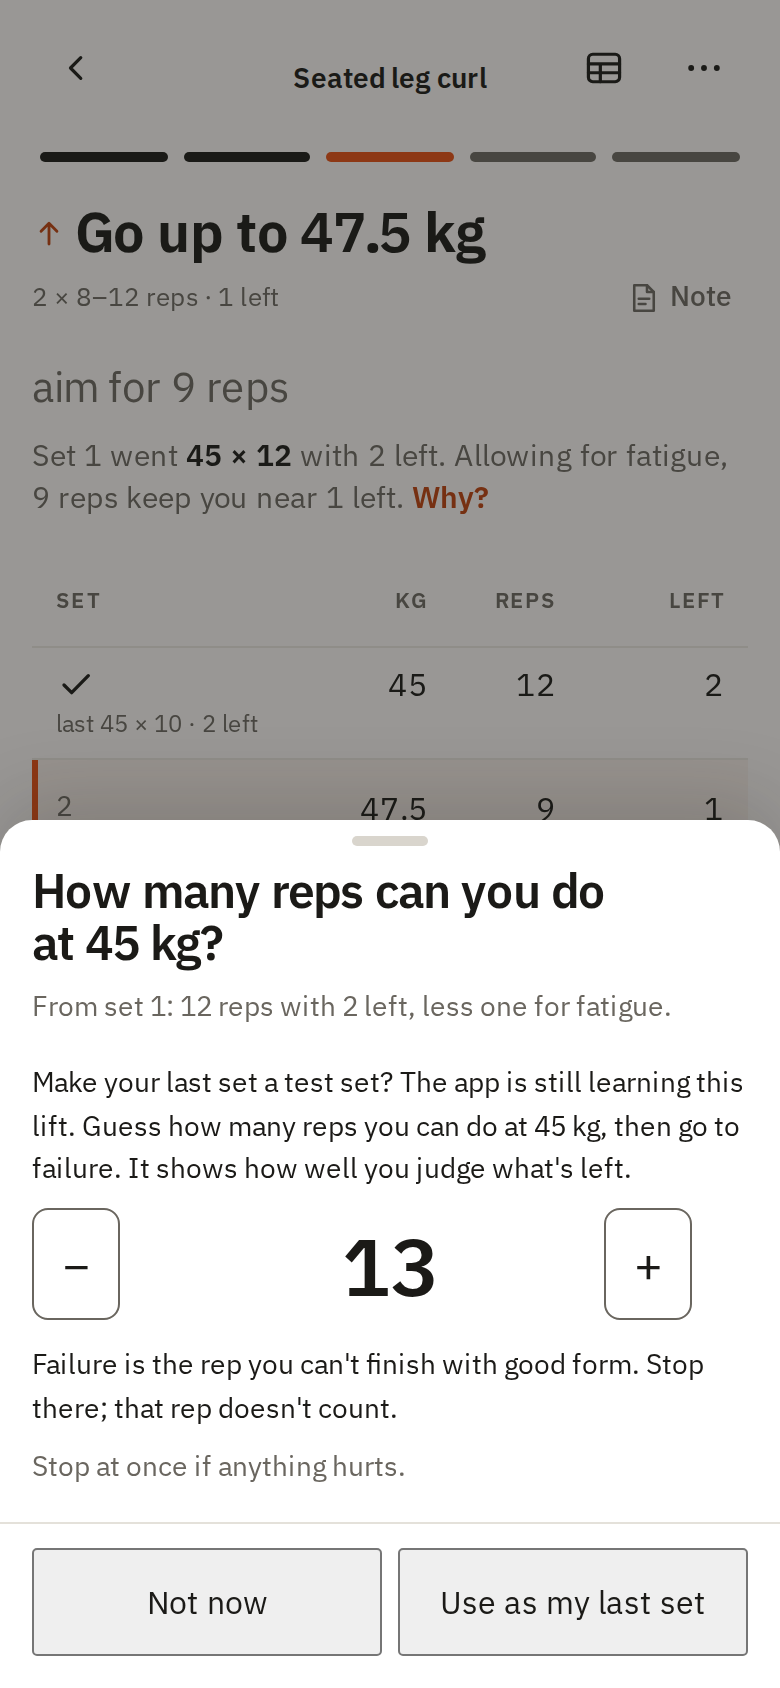 Seated leg curl
↑ Go up to 47.5 kg
2 × 8–12 reps · 1 left
Note
aim for 9 reps
Set 1 went 45 × 12 with 2 left. Allowing for fatigue,
9 reps keep you near 1 left. Why?
SET KG REPS LEFT
45 12 2
last 45 × 10 · 2 left
2 47.5 9 1
How many reps can you do
at 45 kg?
From set 1: 12 reps with 2 left, less one for fatigue.
Make your last set a test set? The app is still learning this
lift. Guess how many reps you can do at 45 kg, then go to
failure. It shows how well you judge what's left.
− 13 +
Failure is the rep you can't finish with good form. Stop
there; that rep doesn't count.
Stop at once if anything hurts.
Not now
Use as my last set